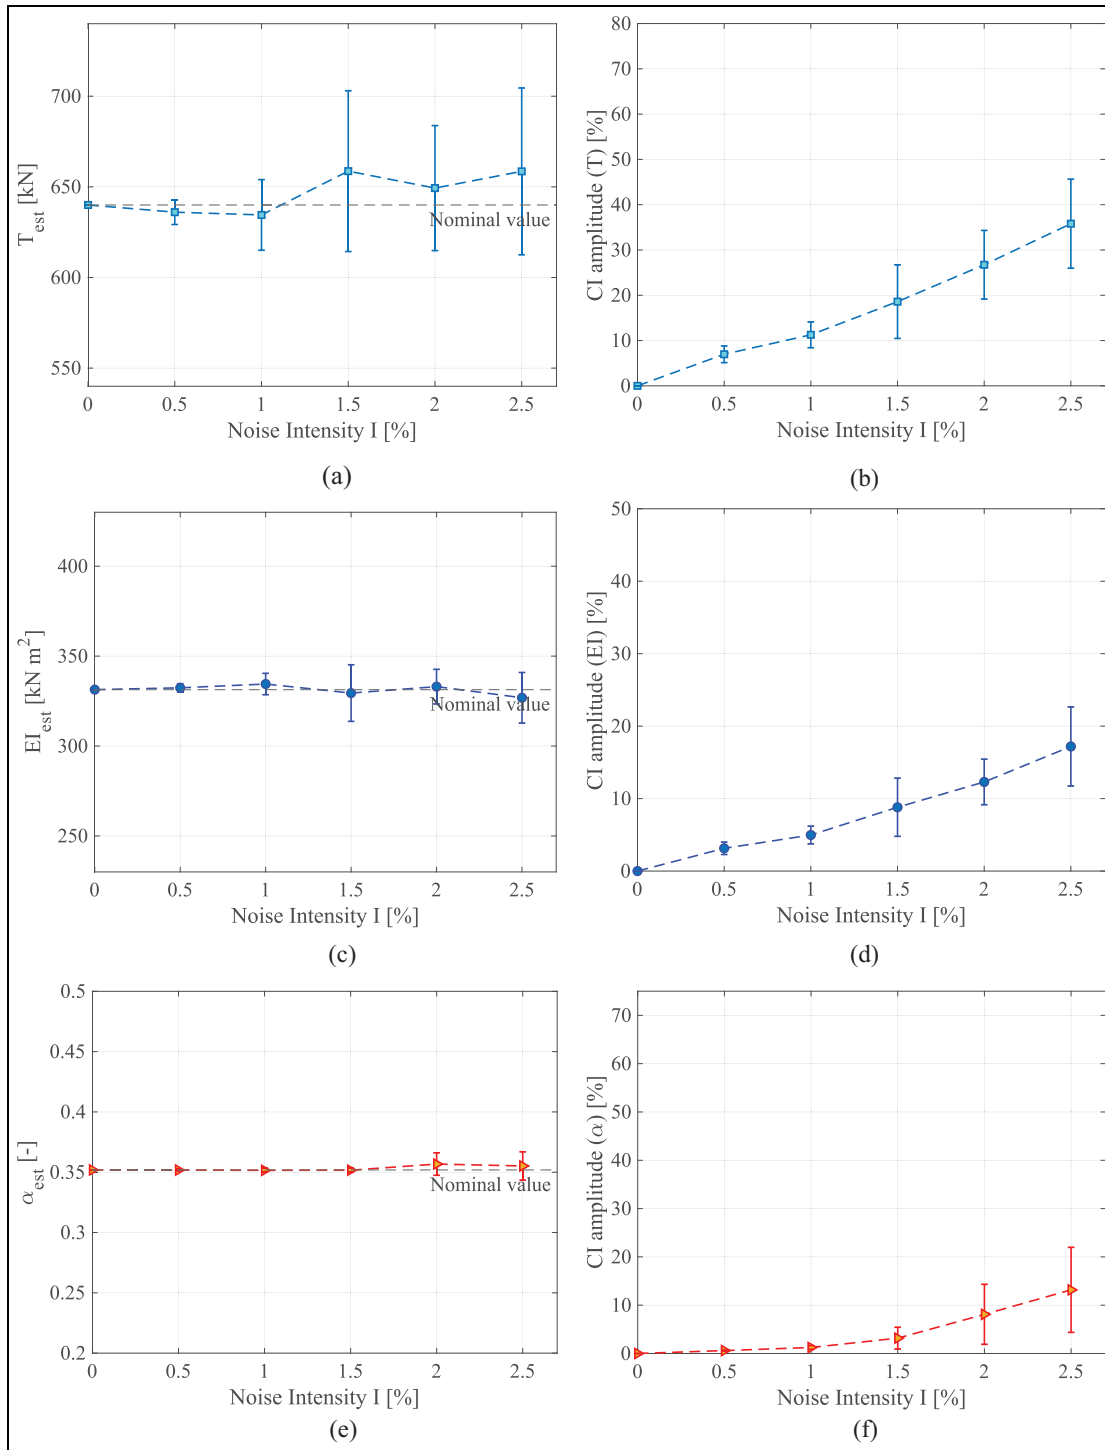 700
650
600
550
T_est [kN]
Nominal value
0 0.5 1 1.5 2 2.5
Noise Intensity I [%]
(a)
80
70
60
50
40
30
20
10
0
CI amplitude (T) [%]
0 0.5 1 1.5 2 2.5
Noise Intensity I [%]
(b)
400
350
300
250
EI_est [kN m²]
Nominal value
0 0.5 1 1.5 2 2.5
Noise Intensity I [%]
(c)
50
40
30
20
10
0
CI amplitude (EI) [%]
0 0.5 1 1.5 2 2.5
Noise Intensity I [%]
(d)
0.5
0.45
0.4
0.35
0.3
0.25
0.2
α_est [-]
Nominal value
0 0.5 1 1.5 2 2.5
Noise Intensity I [%]
(e)
70
60
50
40
30
20
10
0
CI amplitude (α) [%]
0 0.5 1 1.5 2 2.5
Noise Intensity I [%]
(f)